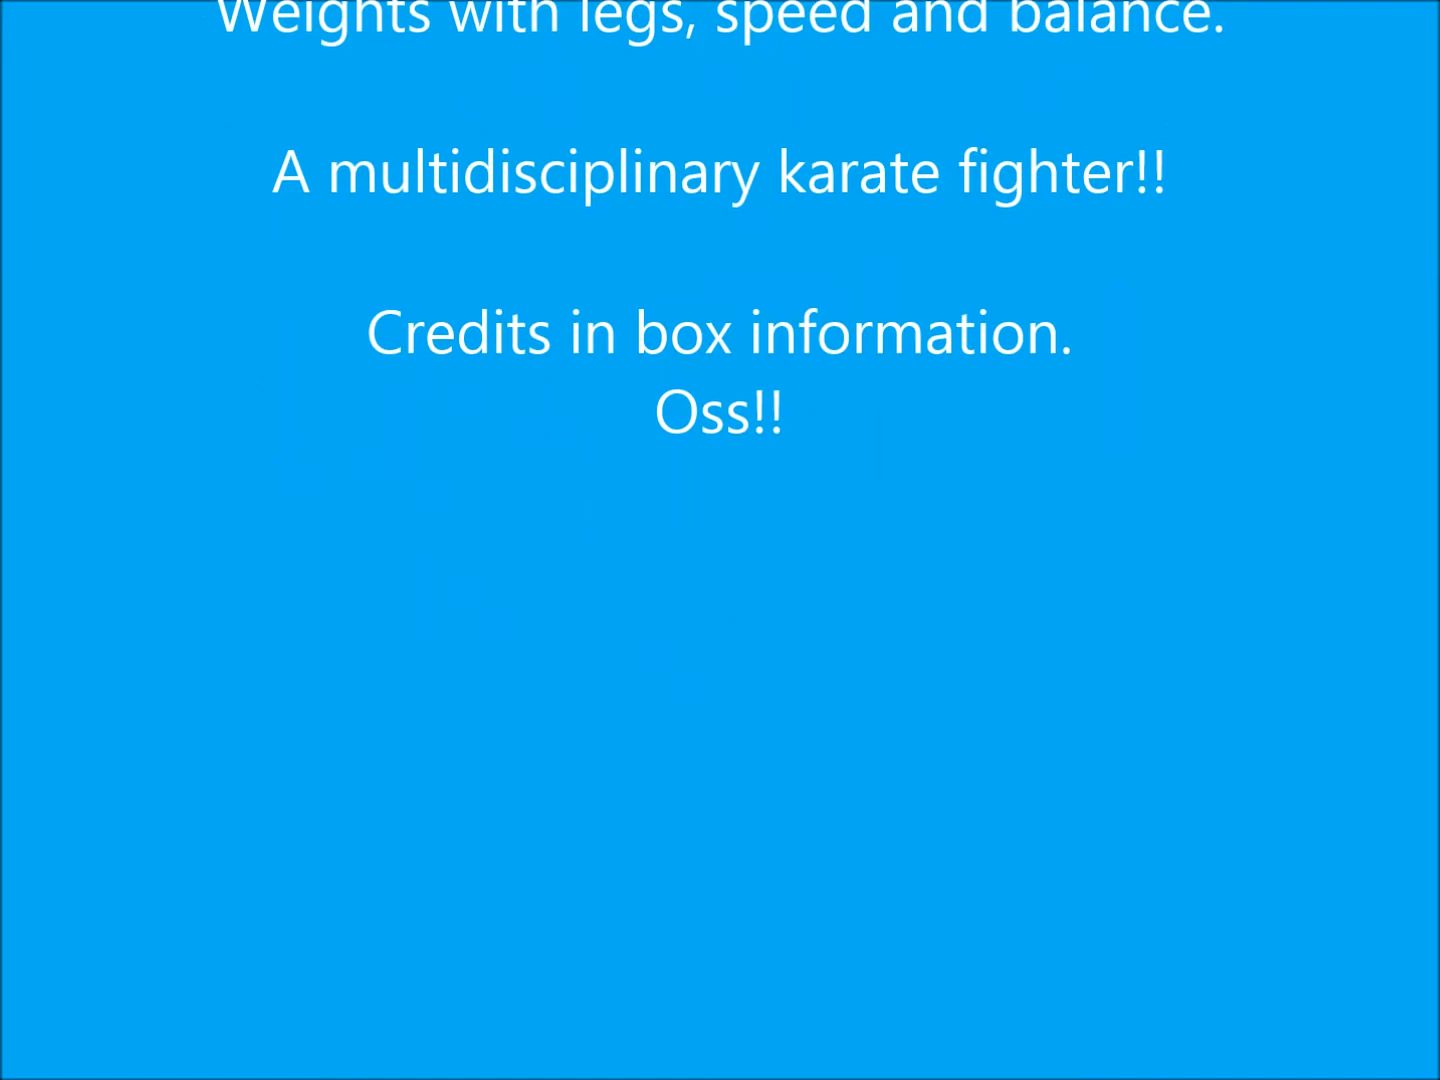 Weights with legs, speed and balance.
A multidisciplinary karate fighter!!
Credits in box information.
Oss!!